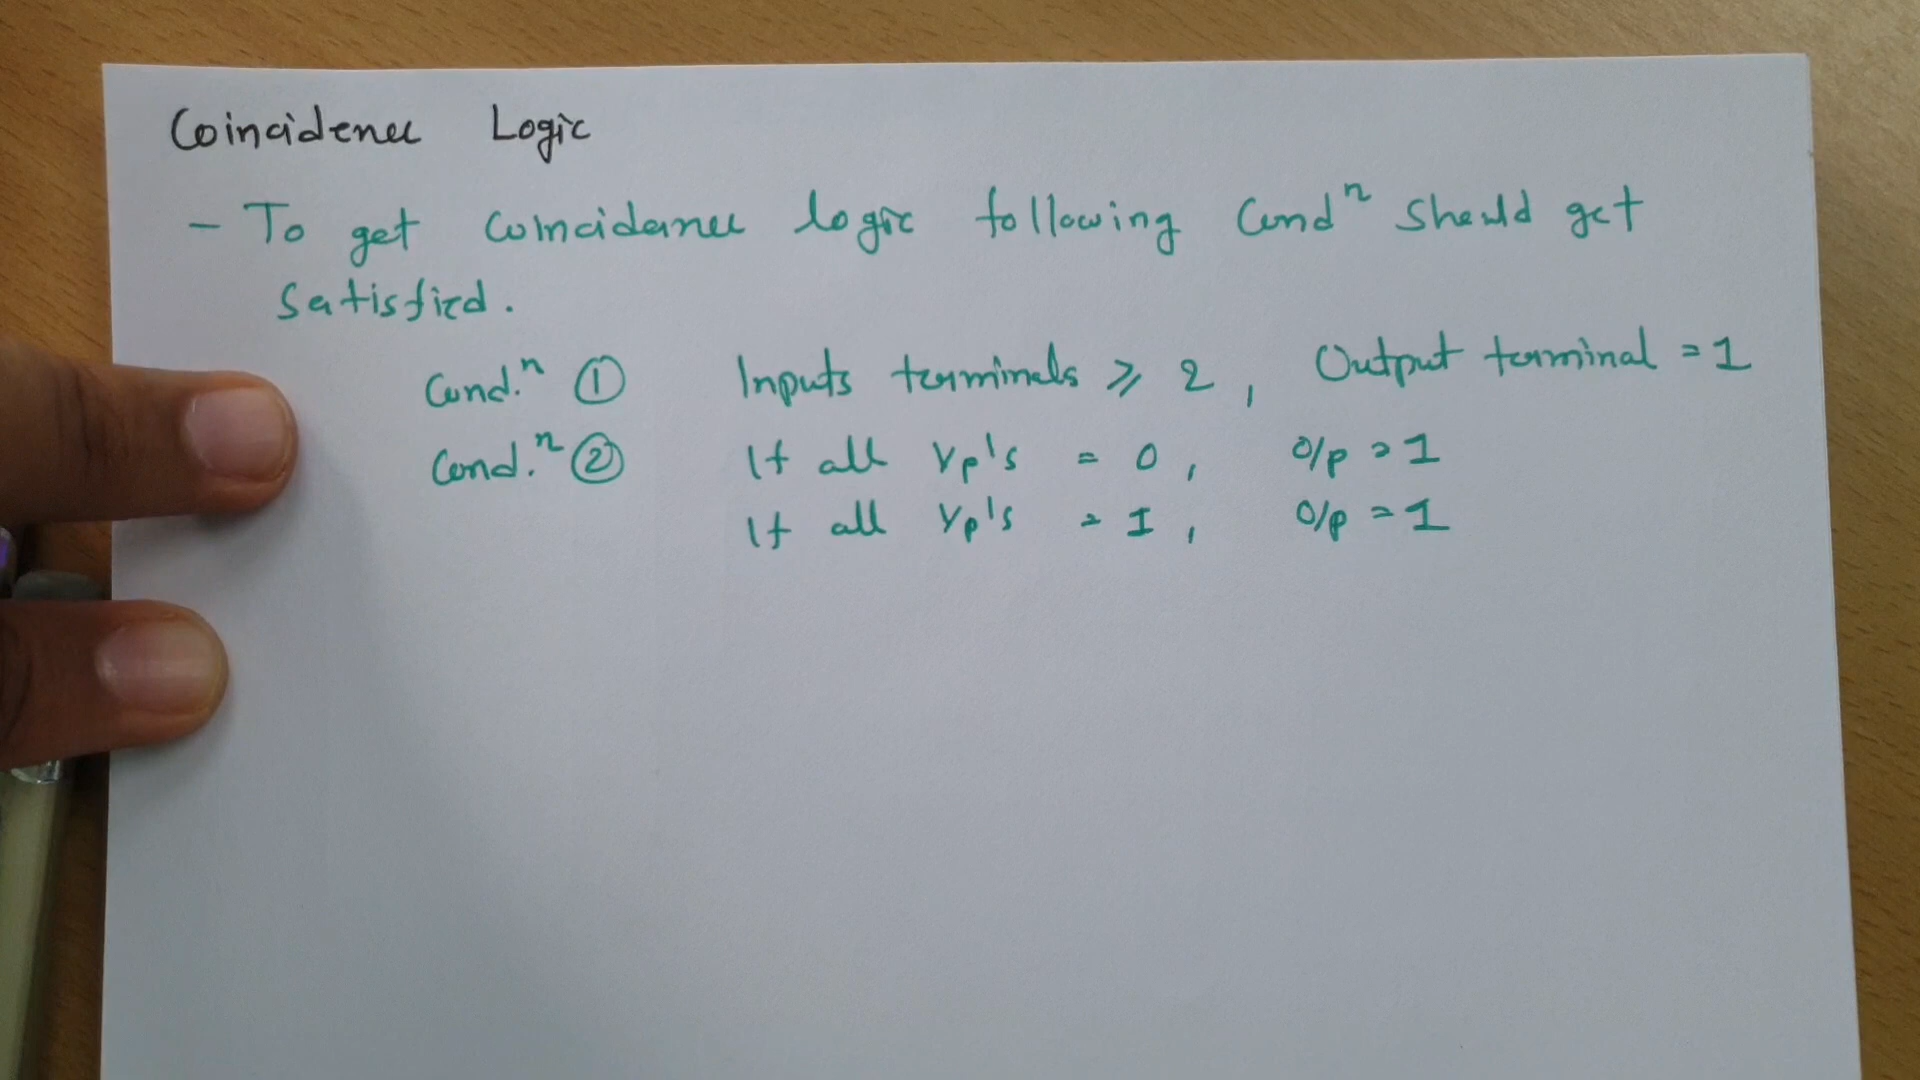 Coincidence Logic
- To get coincidence logic following Condⁿ should get
satisfied.
Cond.ⁿ ① Inputs terminals ≥ 2, Output terminal = 1
Cond.ⁿ ② If all I/p's = 0, O/p = 1
If all I/p's = 1, O/p = 1